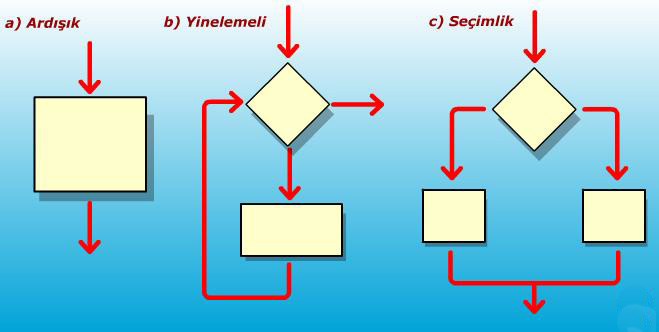 a) Ardışık
b) Yinelemeli
c) Seçimlik